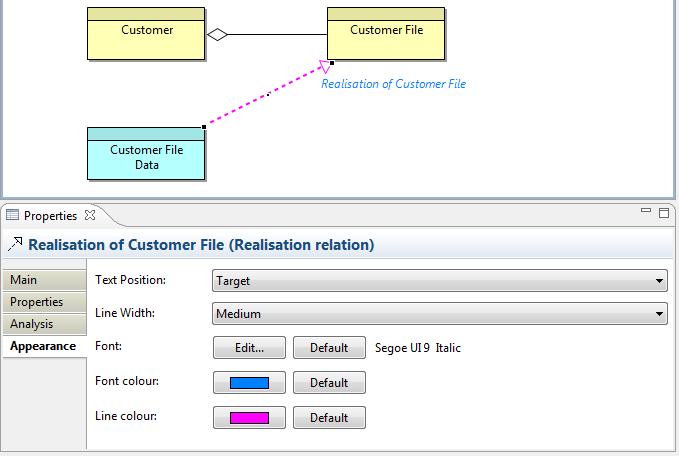 Customer
Customer File
Realisation of Customer File
Customer File
Data
Properties
Realisation of Customer File (Realisation relation)
Main
Properties
Analysis
Appearance
Text Position:
Target
Line Width:
Medium
Font:
Edit...
Default
Segoe UI 9 Italic
Font colour:
Default
Line colour:
Default